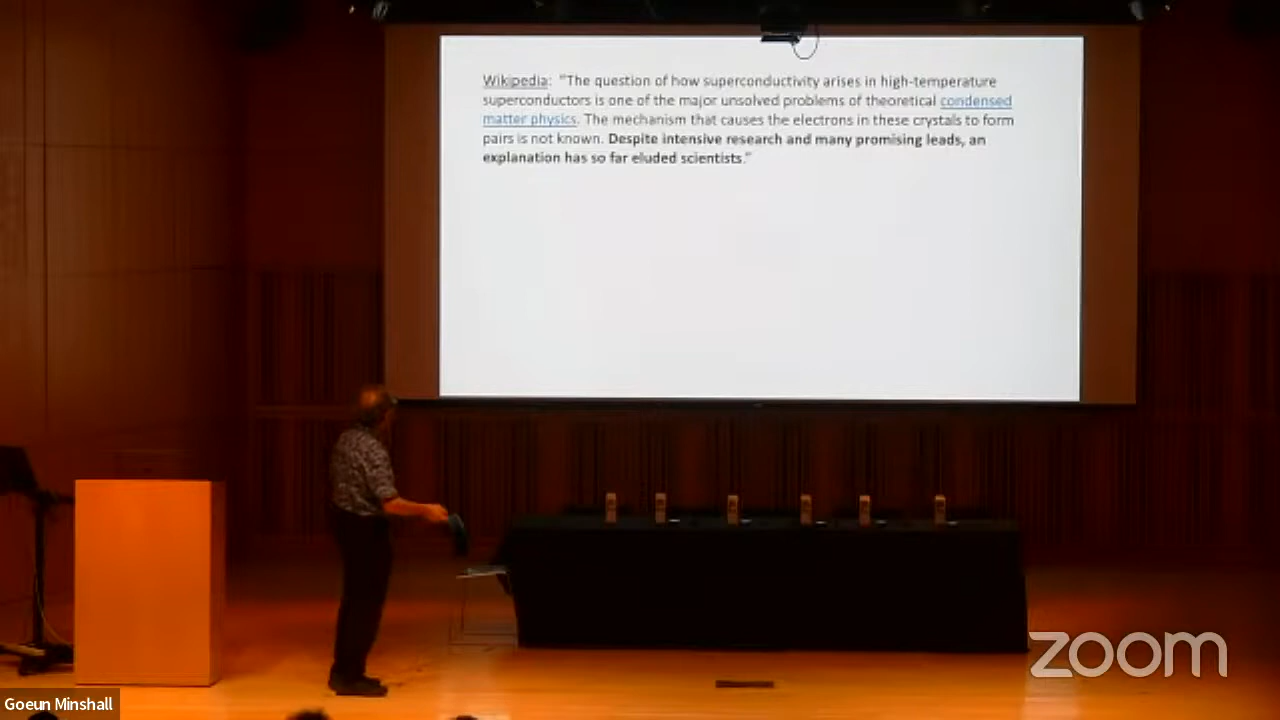 Wikipedia: "The question of how superconductivity arises in high-temperature
superconductors is one of the major unsolved problems of theoretical condensed
matter physics. The mechanism that causes the electrons in these crystals to form
pairs is not known. Despite intensive research and many promising leads, an
explanation has so far eluded scientists."
zoom
Goeun Minshall